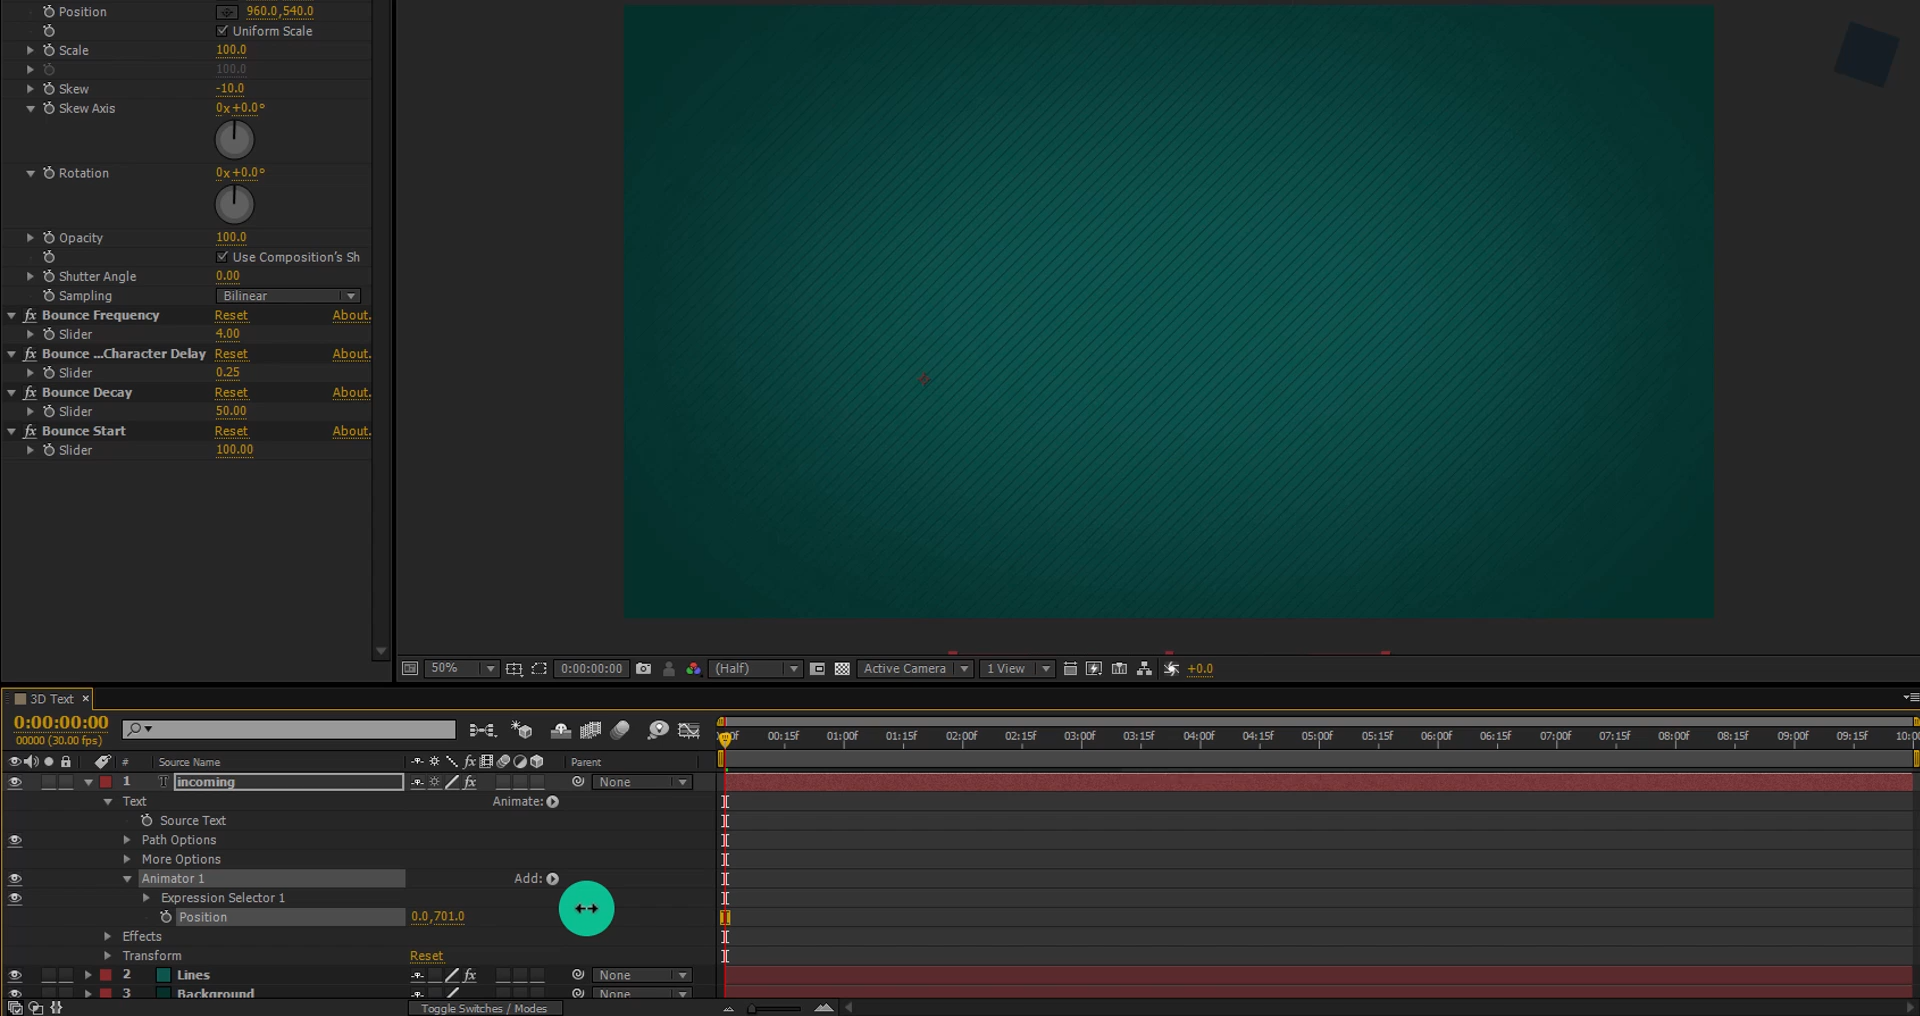 Position 960.0,540.0
Uniform Scale
Scale 100.0
100.0
Skew -10.0
Skew Axis 0x+0.0°
Rotation 0x+0.0°
Opacity 100.0
Use Composition's Sh
Shutter Angle 0.00
Sampling Bilinear
fx Bounce Frequency Reset About.
Slider 4.00
fx Bounce ...Character Delay Reset About.
Slider 0.25
fx Bounce Decay Reset About.
Slider 50.00
fx Bounce Start Reset About.
Slider 100.00
50% 0:00:00:00 (Half) Active Camera 1 View +0.0
3D Text ×
0:00:00:00
00000 (30.00 fps)
00:15f 01:00f 01:15f 02:00f 02:15f 03:00f 03:15f 04:00f 04:15f 05:00f 05:15f 06:00f 06:15f 07:00f 07:15f 08:00f 08:15f 09:00f 09:15f 10:00
# Source Name fx Parent
1 T incoming fx None
Text Animate:
Source Text
Path Options
More Options
Animator 1 Add:
Expression Selector 1
Position 0.0,701.0
Effects
Transform Reset
2 Lines fx None
3 Background None
Toggle Switches / Modes